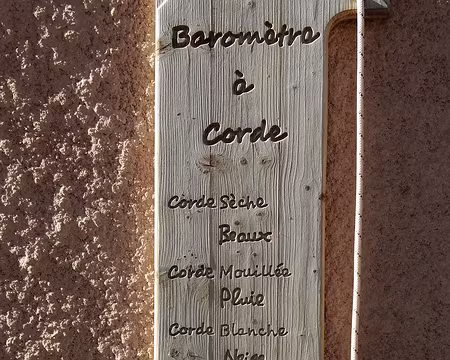 Baromètre
à
Corde
Corde Sèche
Beaux
Corde Mouillée
Pluie
Corde Blanche